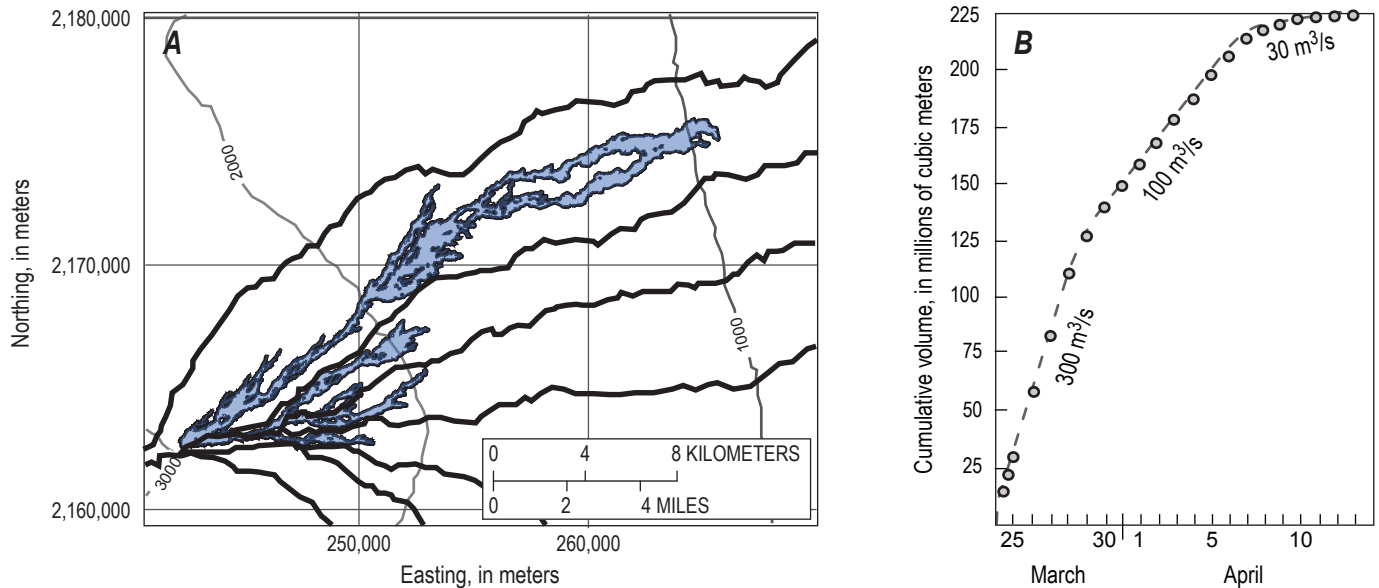 A
2,180,000
2,170,000
2,160,000
Northing, in meters
2000
1000
3000
0 4 8 KILOMETERS
0 2 4 MILES
250,000 260,000
Easting, in meters
B
Cumulative volume, in millions of cubic meters
225
200
175
150
125
100
75
50
25
30 m³/s
100 m³/s
300 m³/s
25 30 1 5 10
March April